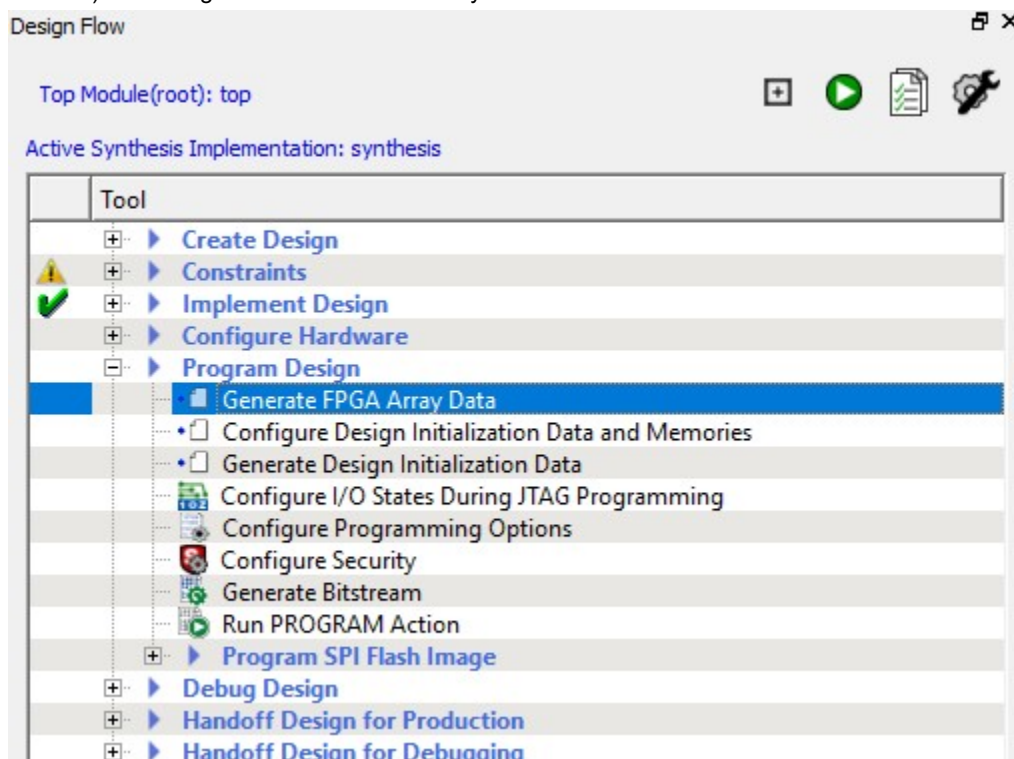 Design Flow
Top Module(root): top
Active Synthesis Implementation: synthesis
Tool
Create Design
Constraints
Implement Design
Configure Hardware
Program Design
Generate FPGA Array Data
Configure Design Initialization Data and Memories
Generate Design Initialization Data
Configure I/O States During JTAG Programming
Configure Programming Options
Configure Security
Generate Bitstream
Run PROGRAM Action
Program SPI Flash Image
Debug Design
Handoff Design for Production
Handoff Design for Debugging